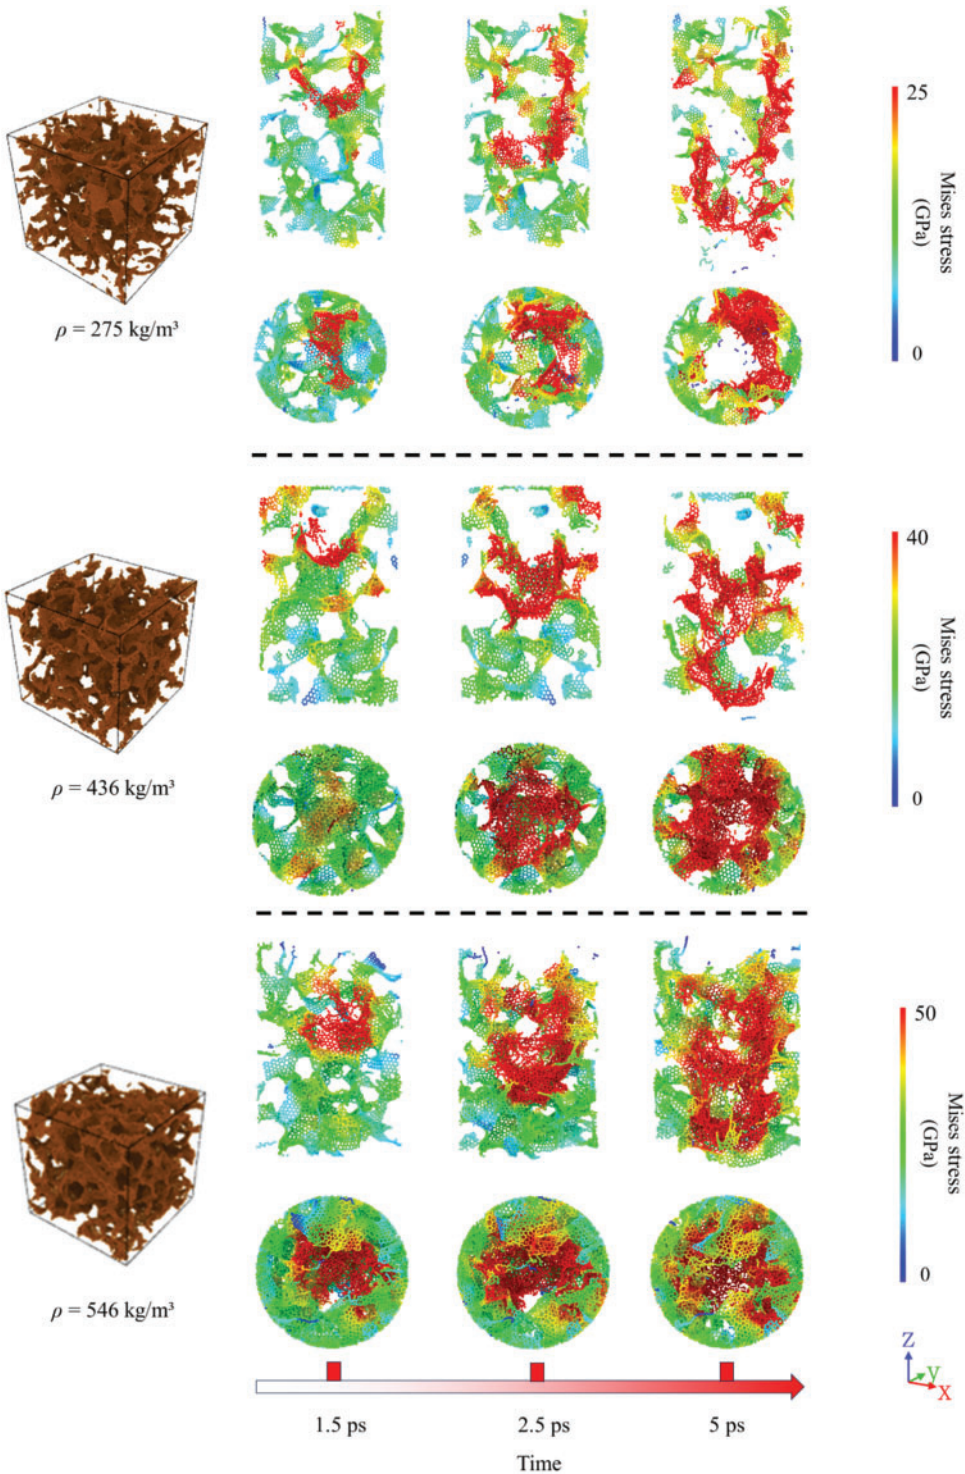 25
Mises stress
(GPa)
0
ρ = 275 kg/m³
40
Mises stress
(GPa)
0
ρ = 436 kg/m³
50
Mises stress
(GPa)
0
ρ = 546 kg/m³
Z
y
X
1.5 ps
2.5 ps
5 ps
Time